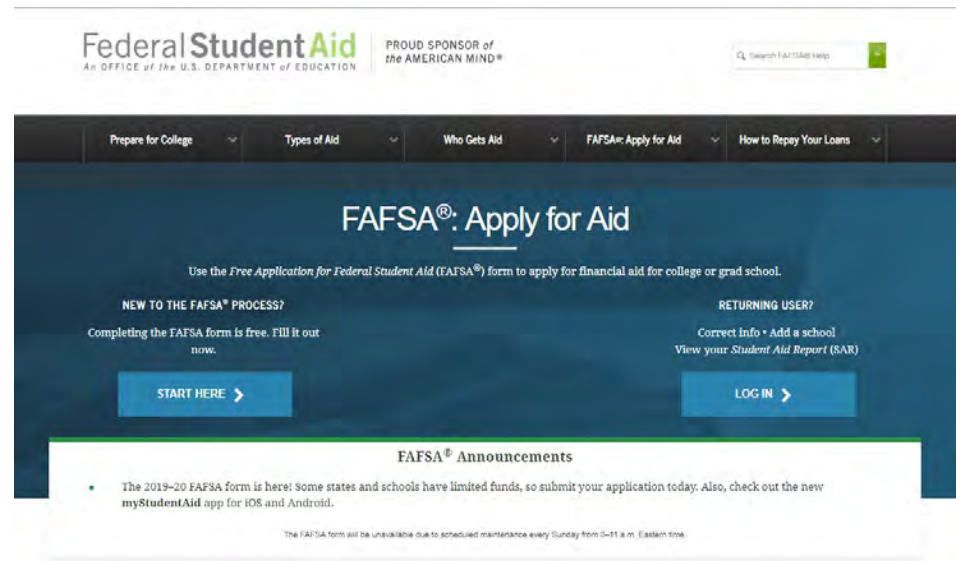 Federal Student Aid
An OFFICE of the U.S. DEPARTMENT of EDUCATION
PROUD SPONSOR of
the AMERICAN MIND®
Search FAFSA® Help
Prepare for College
Types of Aid
Who Gets Aid
FAFSA®: Apply for Aid
How to Repay Your Loans
FAFSA®: Apply for Aid
Use the Free Application for Federal Student Aid (FAFSA®) form to apply for financial aid for college or grad school.
NEW TO THE FAFSA® PROCESS?
Completing the FAFSA form is free. Fill it out
now.
START HERE
RETURNING USER?
Correct info • Add a school
View your Student Aid Report (SAR)
LOG IN
FAFSA® Announcements
• The 2019–20 FAFSA form is here! Some states and schools have limited funds, so submit your application today. Also, check out the new
myStudentAid app for iOS and Android.
The FAFSA form will be unavailable due to scheduled maintenance every Sunday from 3–11 a.m. Eastern time.